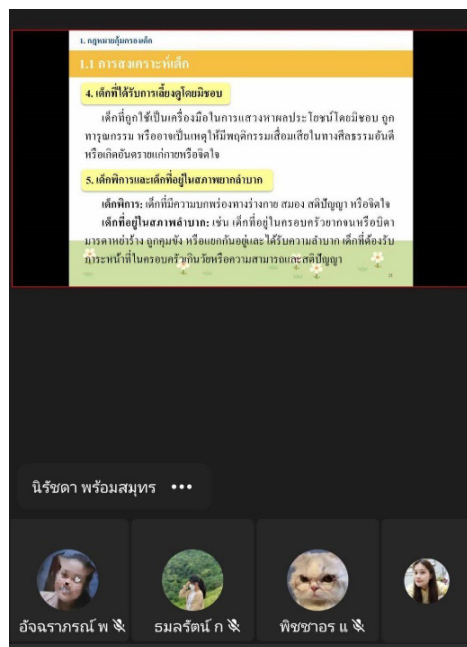 1. กฎหมายคุ้มครองเด็ก
1.1 การสงเคราะห์เด็ก
4. เด็กที่ได้รับการเลี้ยงดูโดยมิชอบ
เด็กที่ถูกใช้เป็นเครื่องมือในการแสวงหาผลประโยชน์โดยมิชอบ ถูก
ทารุณกรรม หรืออาจเป็นเหตุให้มีพฤติกรรมเสื่อมเสียในทางศีลธรรมอันดี
หรือเกิดอันตรายแก่กายหรือจิตใจ
5. เด็กพิการและเด็กที่อยู่ในสภาพยากลำบาก
เด็กพิการ: เด็กที่มีความบกพร่องทางร่างกาย สมอง สติปัญญา หรือจิตใจ
เด็กที่อยู่ในสภาพลำบาก: เช่น เด็กที่อยู่ในครอบครัวยากจนหรือบิดา
มารดาหย่าร้าง ถูกคุมขัง หรือแยกกันอยู่และได้รับความลำบาก เด็กที่ต้องรับ
ภาระหน้าที่ในครอบครัวเกินวัยหรือความสามารถและสติปัญญา
นิรัชดา พร้อมสมุทร
อัจฉราภรณ์ พ
ธมลรัตน์ ก
พิชชาอร แ